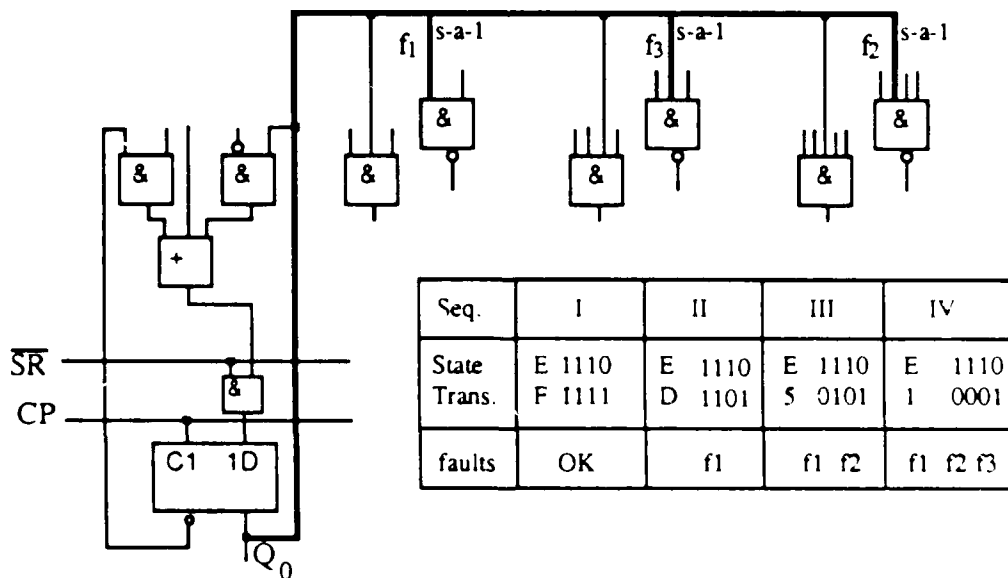 f1 s-a-1 f3 s-a-1 f2 s-a-1
& & &
& & & & &
+
SR
&
CP
C1 1D
Q0
Seq. I II III IV
State E 1110 E 1110 E 1110 E 1110
Trans. F 1111 D 1101 5 0101 1 0001
faults OK f1 f1 f2 f1 f2 f3